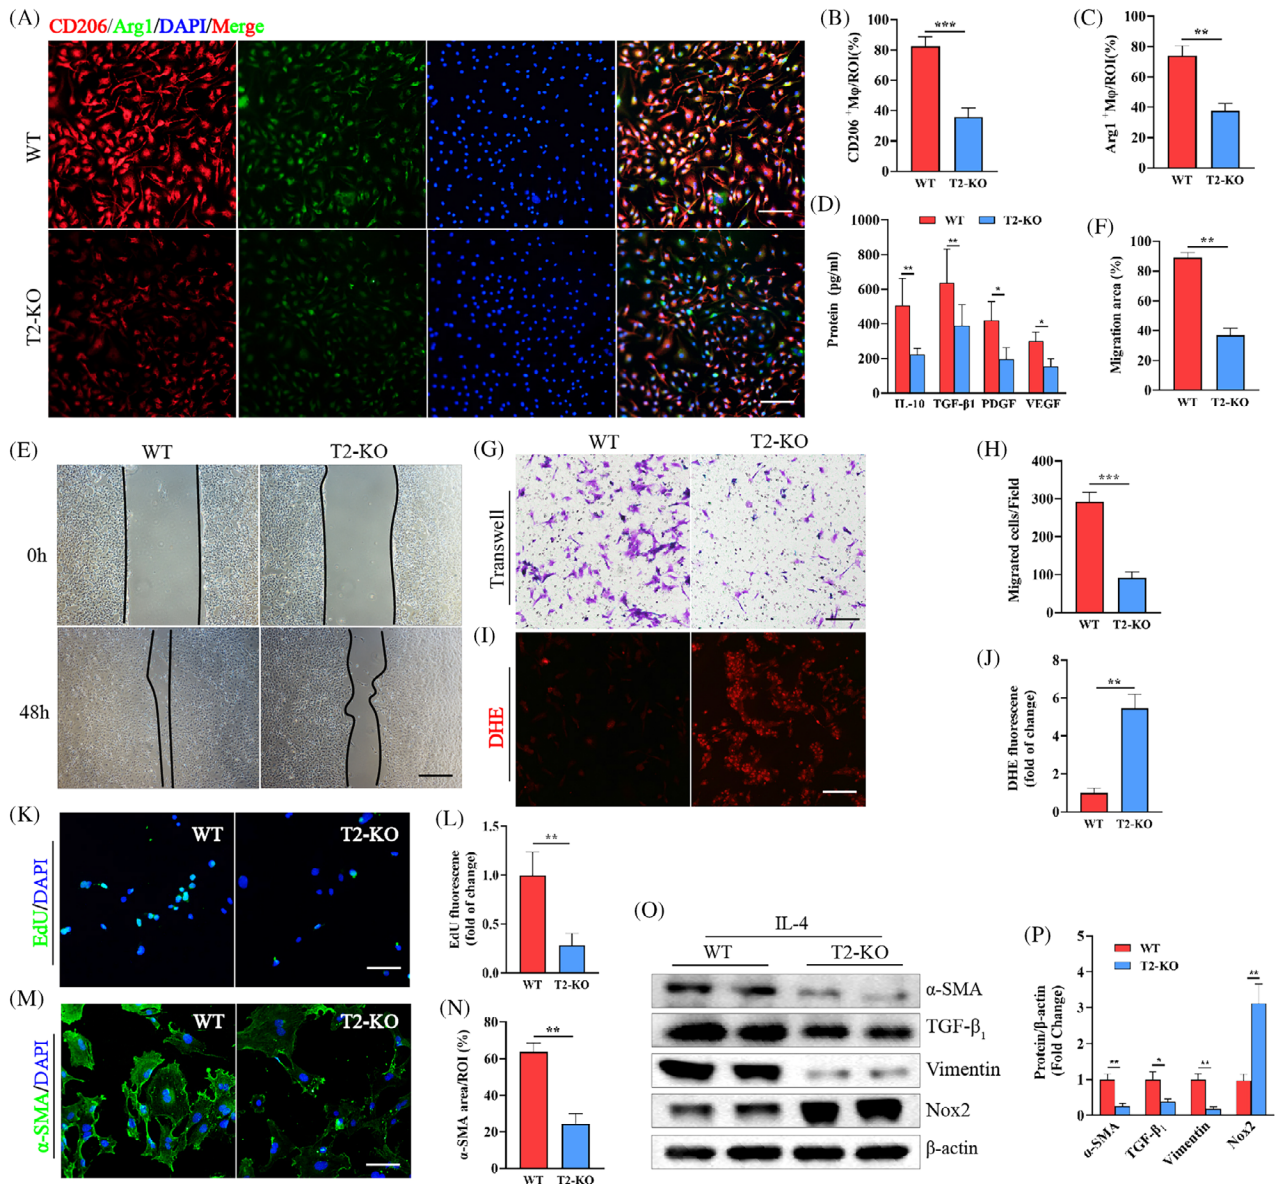 (A)
CD206/Arg1/DAPI/Merge
WT
T2-KO
(B)
CD206 +Mφ/ROI(%)
100
80
60
40
20
0
***
WT T2-KO
(C)
Arg1 +Mφ/ROI(%)
100
80
60
40
20
0
**
WT T2-KO
(D)
Protein (pg/ml)
1000
800
600
400
200
0
WT T2-KO
** ** * *
IL-10 TGF-β1 PDGF VEGF
(F)
Migration area (%)
100
80
60
40
20
0
**
WT T2-KO
(E)
WT T2-KO
0h
48h
(G)
WT T2-KO
Transwell
(H)
Migrated cells/Field
400
300
200
100
0
***
WT T2-KO
(I)
DHE
(J)
DHE fluorescene
(fold of change)
8
6
4
2
0
**
WT T2-KO
(K)
EdU/DAPI
WT T2-KO
(L)
EdU fluorescene
(fold of change)
1.5
1.0
0.5
0.0
**
WT T2-KO
(M)
α-SMA/DAPI
WT T2-KO
(N)
α-SMA area/ROI (%)
80
60
40
20
0
**
WT T2-KO
(O)
IL-4
WT T2-KO
α-SMA
TGF-β1
Vimentin
Nox2
β-actin
(P)
Protein/β-actin
(Fold Change)
5
4
3
2
1
0
WT
T2-KO
** * ** **
α-SMA TGF-β1 Vimentin Nox2